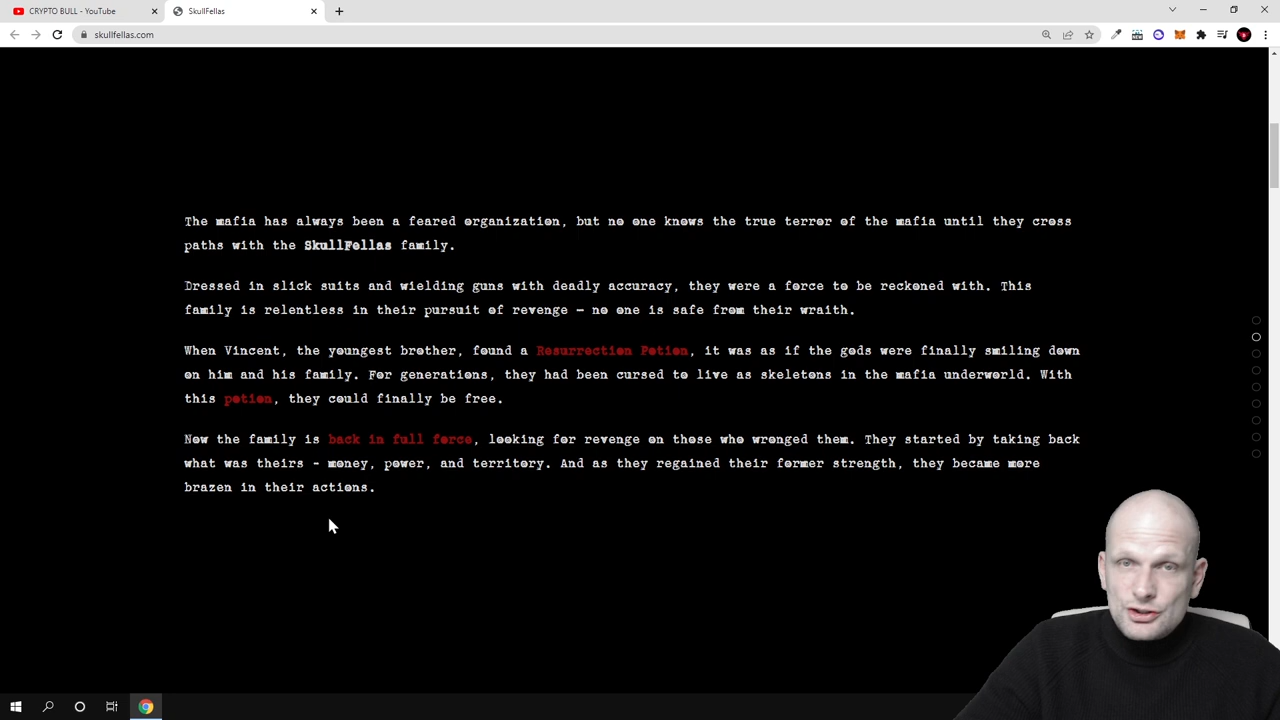 CRYPTO BULL - YouTube
SkullFellas
skullfellas.com
The mafia has always been a feared organization, but no one knows the true terror of the mafia until they cross
paths with the SkullFellas family.
Dressed in slick suits and wielding guns with deadly accuracy, they were a force to be reckoned with. This
family is relentless in their pursuit of revenge – no one is safe from their wraith.
When Vincent, the youngest brother, found a Resurrection Potion, it was as if the gods were finally smiling down
on him and his family. For generations, they had been cursed to live as skeletons in the mafia underworld. With
this potion, they could finally be free.
Now the family is back in full force, looking for revenge on those who wronged them. They started by taking back
what was theirs - money, power, and territory. And as they regained their former strength, they became more
brazen in their actions.